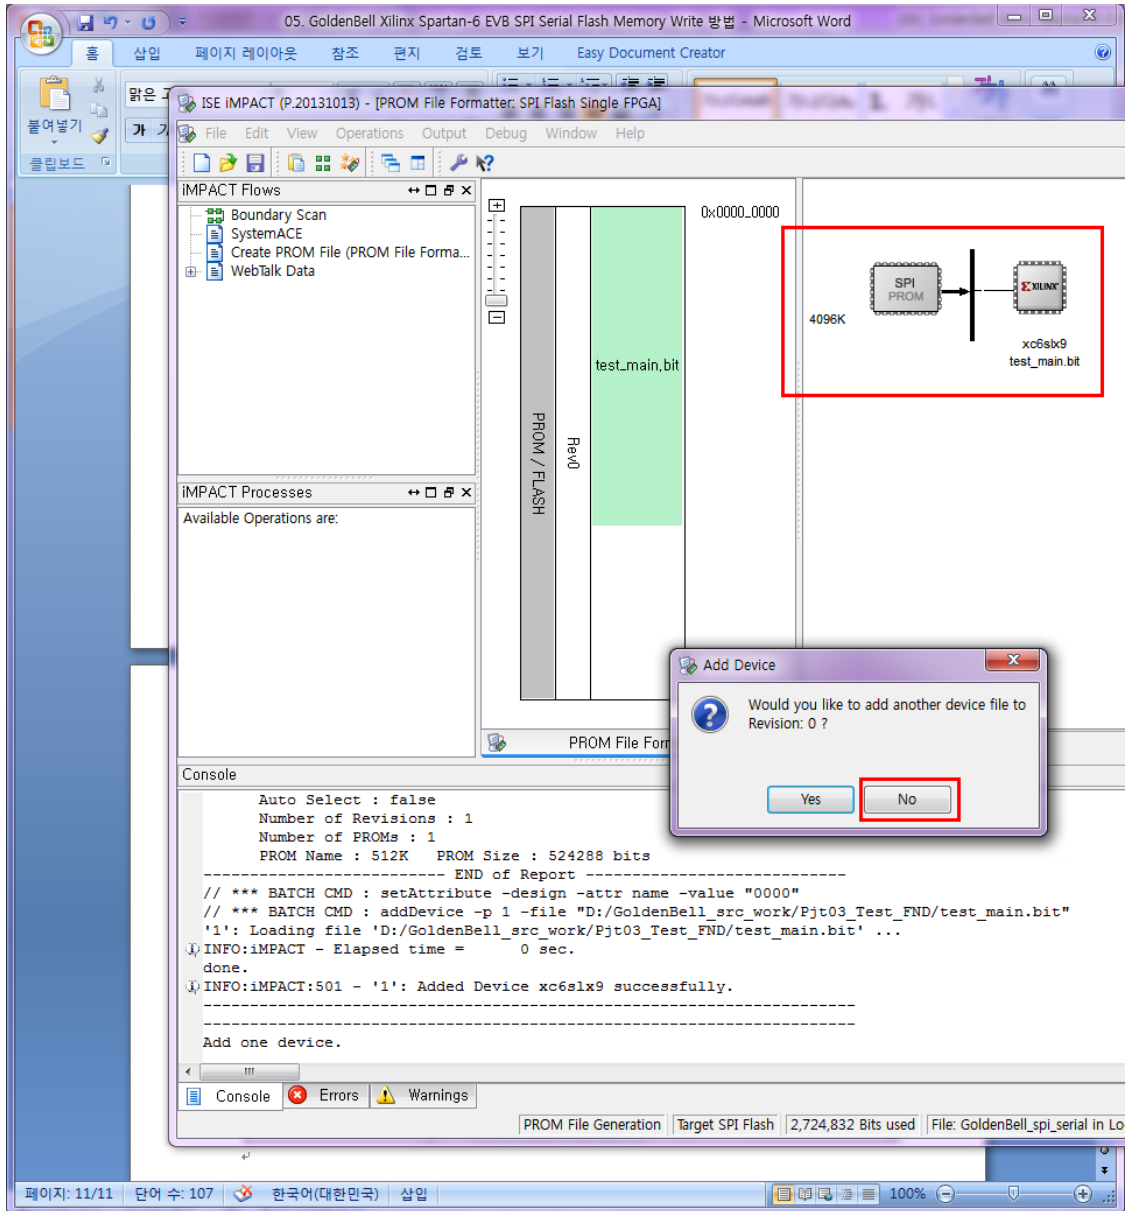 05. GoldenBell Xilinx Spartan-6 EVB SPI Serial Flash Memory Write 방법 - Microsoft Word
홈 삽입 페이지 레이아웃 참조 편지 검토 보기 Easy Document Creator
붙여넣기
클립보드
맑은
가
ISE iMPACT (P.20131013) - [PROM File Formatter: SPI Flash Single FPGA]
File Edit View Operations Output Debug Window Help
iMPACT Flows
Boundary Scan
SystemACE
Create PROM File (PROM File Forma...
WebTalk Data
iMPACT Processes
Available Operations are:
PROM / FLASH
Rev0
test_main.bit
0x0000_0000
4096K
SPI
PROM
XILINX
xc6slx9
test_main.bit
PROM File Form
Add Device
Would you like to add another device file to
Revision: 0 ?
Yes No
Console
Auto Select : false
Number of Revisions : 1
Number of PROMs : 1
PROM Name : 512K PROM Size : 524288 bits
-------------------------- END of Report ----------------------------
// *** BATCH CMD : setAttribute -design -attr name -value "0000"
// *** BATCH CMD : addDevice -p 1 -file "D:/GoldenBell_src_work/Pjt03_Test_FND/test_main.bit"
'1': Loading file 'D:/GoldenBell_src_work/Pjt03_Test_FND/test_main.bit' ...
INFO:iMPACT - Elapsed time = 0 sec.
done.
INFO:iMPACT:501 - '1': Added Device xc6slx9 successfully.
----------------------------------------------------------------------
----------------------------------------------------------------------
Add one device.
Console Errors Warnings
PROM File Generation Target SPI Flash 2,724,832 Bits used File: GoldenBell_spi_serial in Lo
페이지: 11/11 단어 수: 107 한국어(대한민국) 삽입 100%